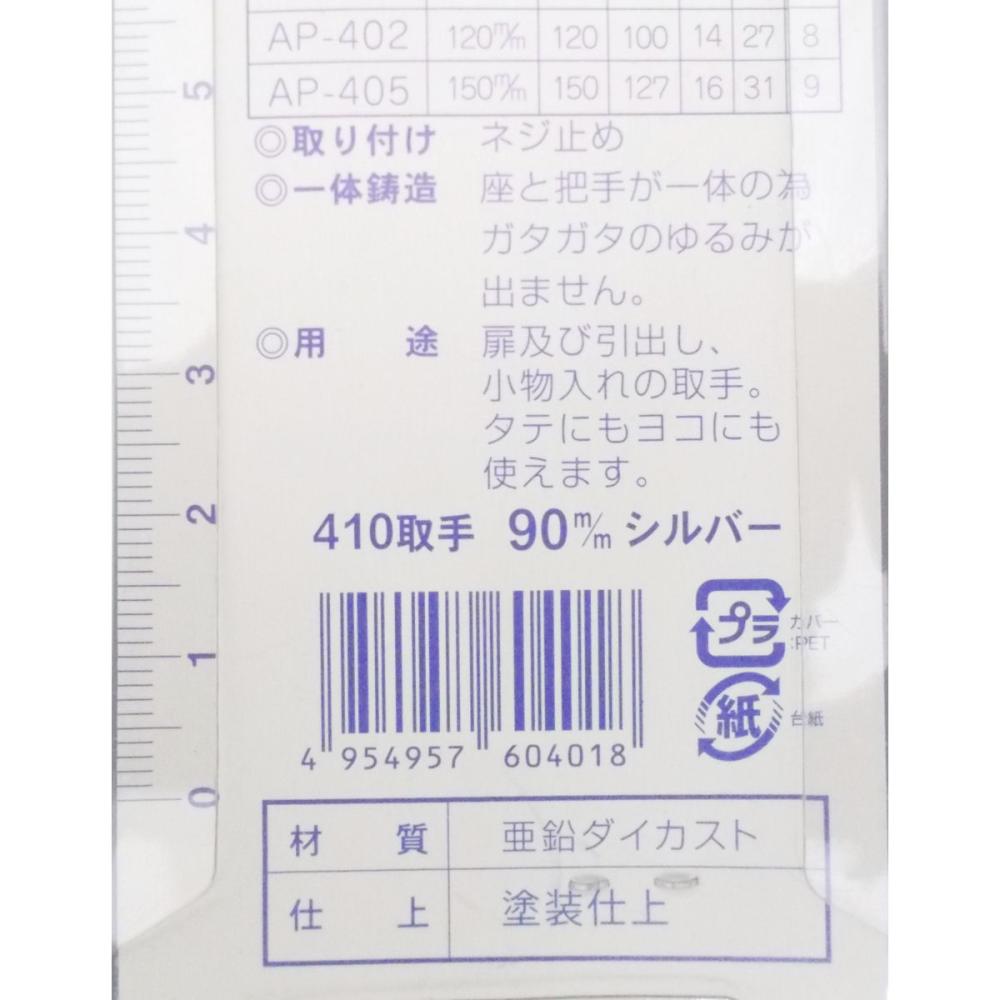 AP-402 120m/m 120 100 14 27 8
AP-405 150m/m 150 127 16 31 9
◎取り付け ネジ止め
◎一体鋳造 座と把手が一体の為
ガタガタのゆるみが
出ません。
◎用 途 扉及び引出し、
小物入れの取手。
タテにもヨコにも
使えます。
410取手 90m/m シルバー
4 954957 604018
プラ カバー
:PET
紙 台紙
材 質 亜鉛ダイカスト
仕 上 塗装仕上
5
4
3
2
1
0